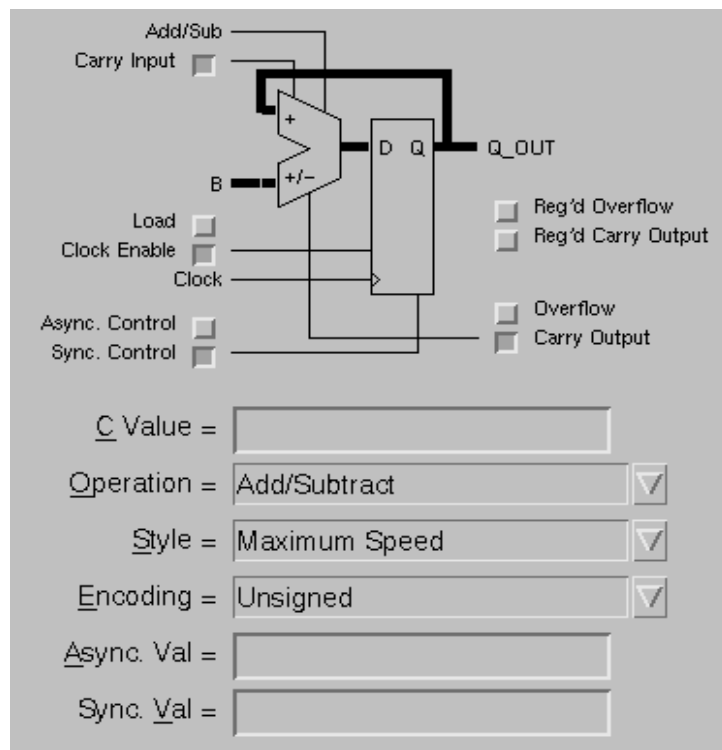 Add/Sub
Carry Input
+
D Q Q_OUT
B +/−
Load
Reg'd Overflow
Clock Enable
Reg'd Carry Output
Clock
Overflow
Async. Control
Carry Output
Sync. Control
C Value =
Operation = Add/Subtract
Style = Maximum Speed
Encoding = Unsigned
Async. Val =
Sync. Val =